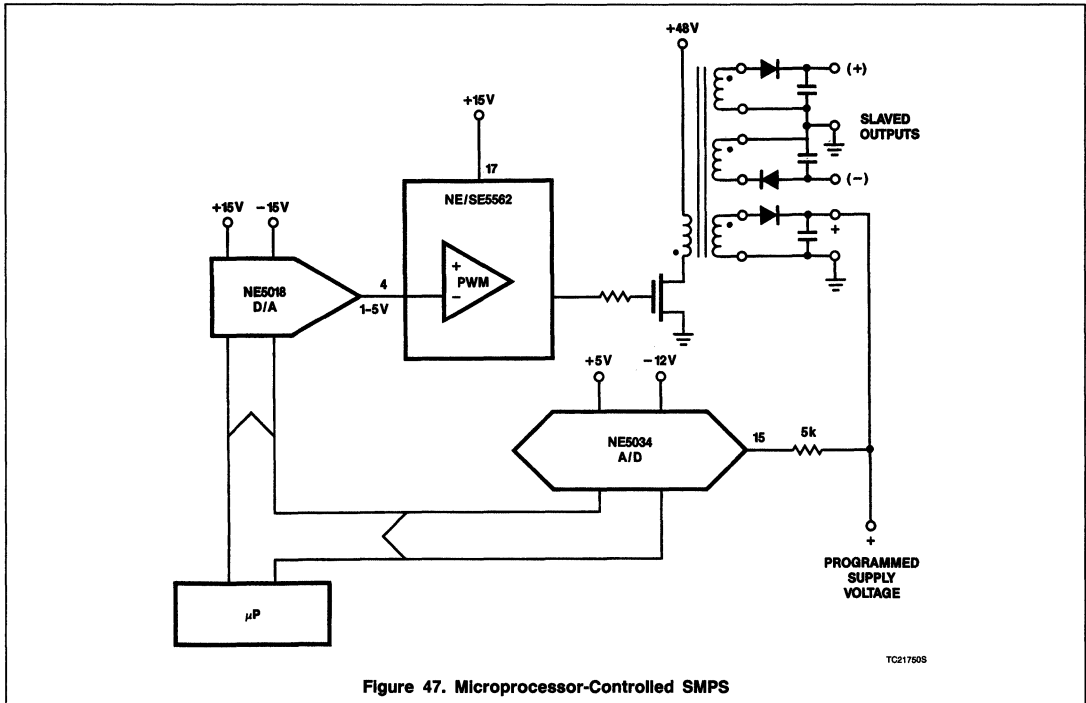 +48V
(+)
SLAVED
OUTPUTS
(−)
+
+15V
17
NE/SE5562
+
PWM
−
+15V −15V
NE5018
D/A
4
1–5V
+5V −12V
NE5034
A/D
15
5k
+
PROGRAMMED
SUPPLY
VOLTAGE
μP
TC21750S
Figure 47. Microprocessor-Controlled SMPS